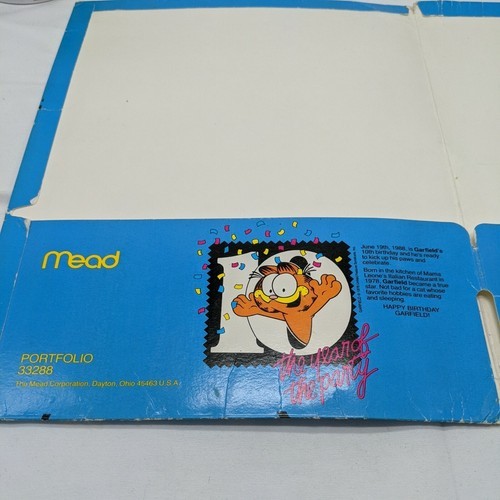 Mead
PORTFOLIO
33288
The Mead Corporation, Dayton, Ohio 45463 U.S.A.
10
the year of
the party
June 19th, 1988, is Garfield's
10th birthday and he's ready
to kick up his paws and
celebrate.
Born in the kitchen of Mama
Leone's Italian Restaurant in
1978, Garfield became a true
star. Not bad for a cat whose
favorite hobbies are eating
and sleeping.
HAPPY BIRTHDAY
GARFIELD!